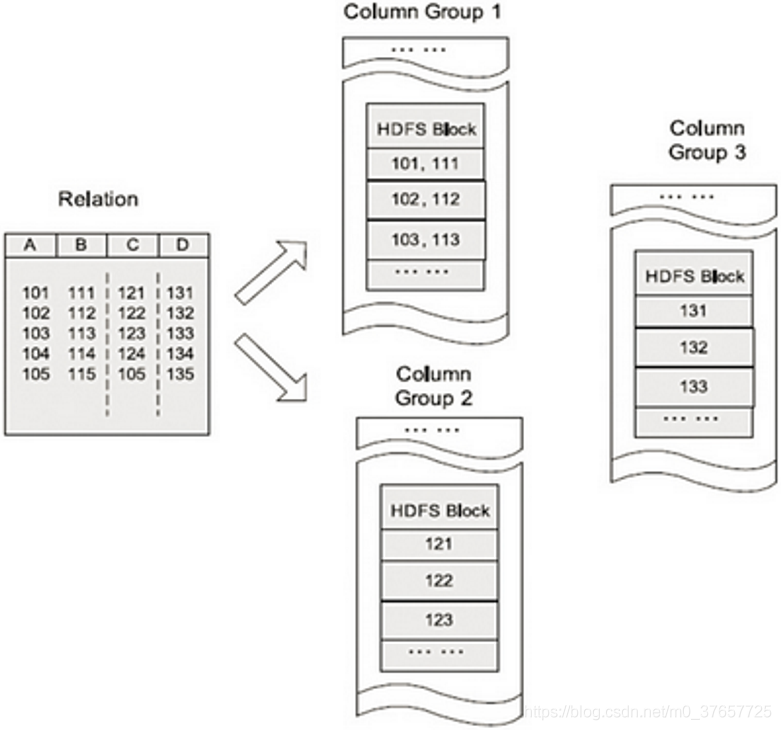 Column Group 1
... ...
HDFS Block
101, 111
102, 112
103, 113
... ...
Relation
A B C D
101 111 121 131
102 112 122 132
103 113 123 133
104 114 124 134
105 115 105 135
Column
Group 2
... ...
HDFS Block
121
122
123
... ...
Column
Group 3
... ...
HDFS Block
131
132
133
... ...
https://blog.csdn.net/m0_37657725